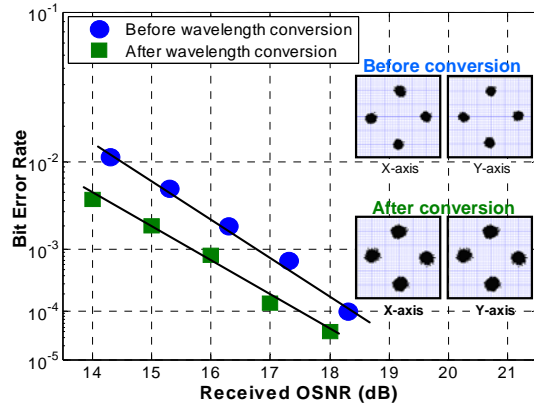 Before wavelength conversion
After wavelength conversion
10-1
10-2
10-3
10-4
10-5
Bit Error Rate
14 15 16 17 18 19 20 21
Received OSNR (dB)
Before conversion
X-axis Y-axis
After conversion
X-axis Y-axis